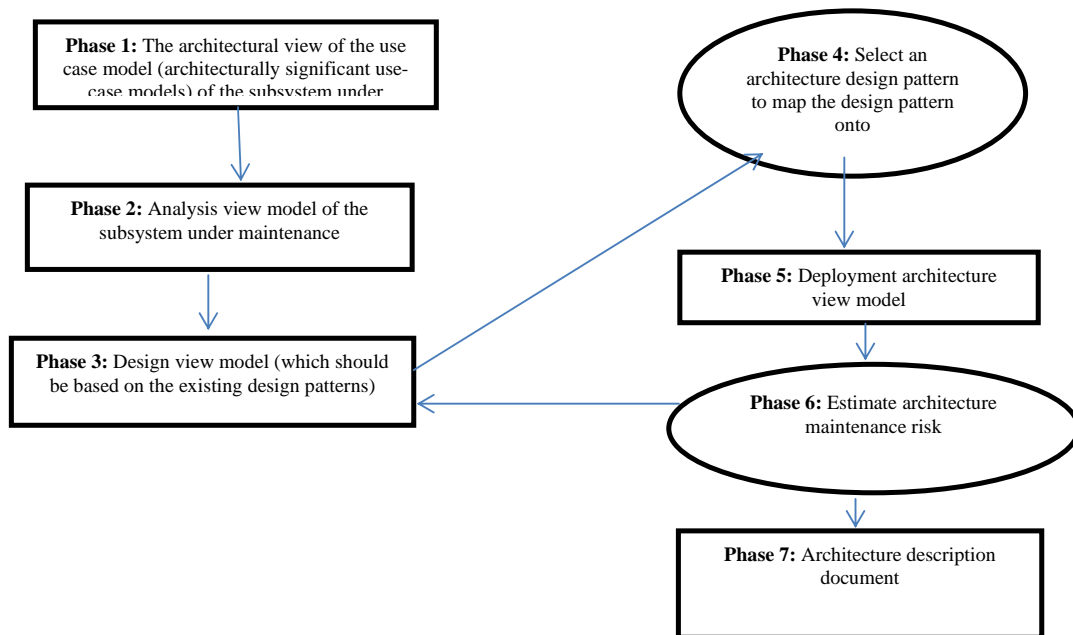 Phase 1: The architectural view of the use
case model (architecturally significant use-
case models) of the subsystem under
Phase 2: Analysis view model of the
subsystem under maintenance
Phase 3: Design view model (which should
be based on the existing design patterns)
Phase 4: Select an
architecture design pattern
to map the design pattern
onto
Phase 5: Deployment architecture
view model
Phase 6: Estimate architecture
maintenance risk
Phase 7: Architecture description
document